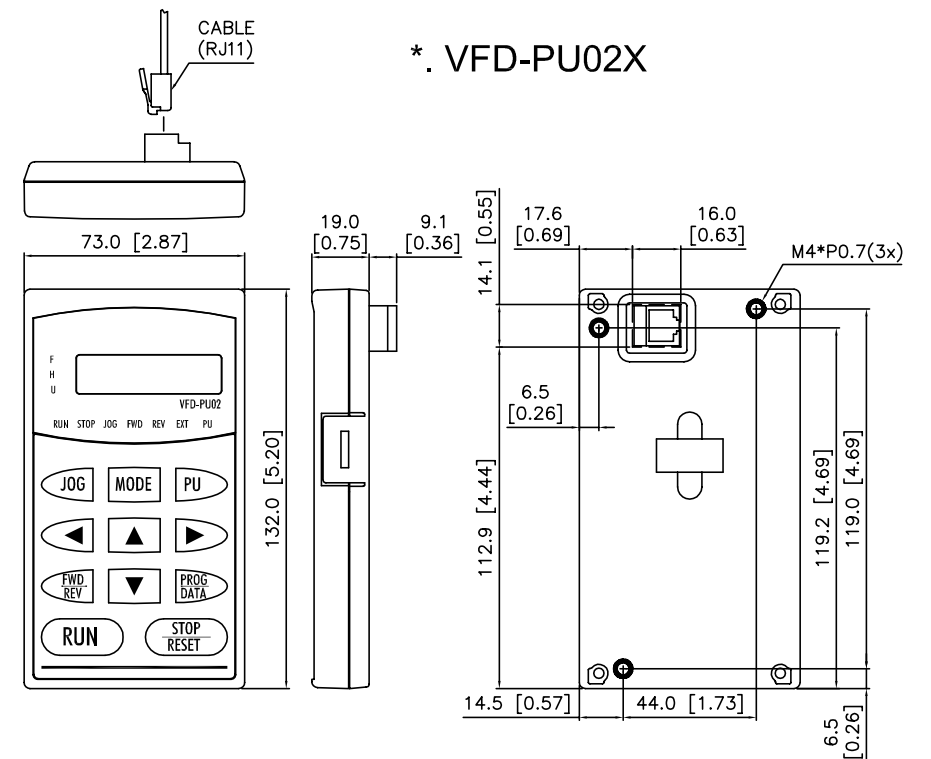 CABLE
(RJ11)
*. VFD-PU02X
73.0 [2.87]
19.0
[0.75]
9.1
[0.36]
14.1 [0.55]
17.6
[0.69]
16.0
[0.63]
M4*P0.7(3x)
F
H
U
VFD-PU02
RUN STOP JOG FWD REV EXT PU
JOG MODE PU
FWD
REV
PROG
DATA
RUN
STOP
RESET
132.0 [5.20]
6.5
[0.26]
112.9 [4.44]
119.2 [4.69]
119.0 [4.69]
14.5 [0.57]
44.0 [1.73]
6.5
[0.26]